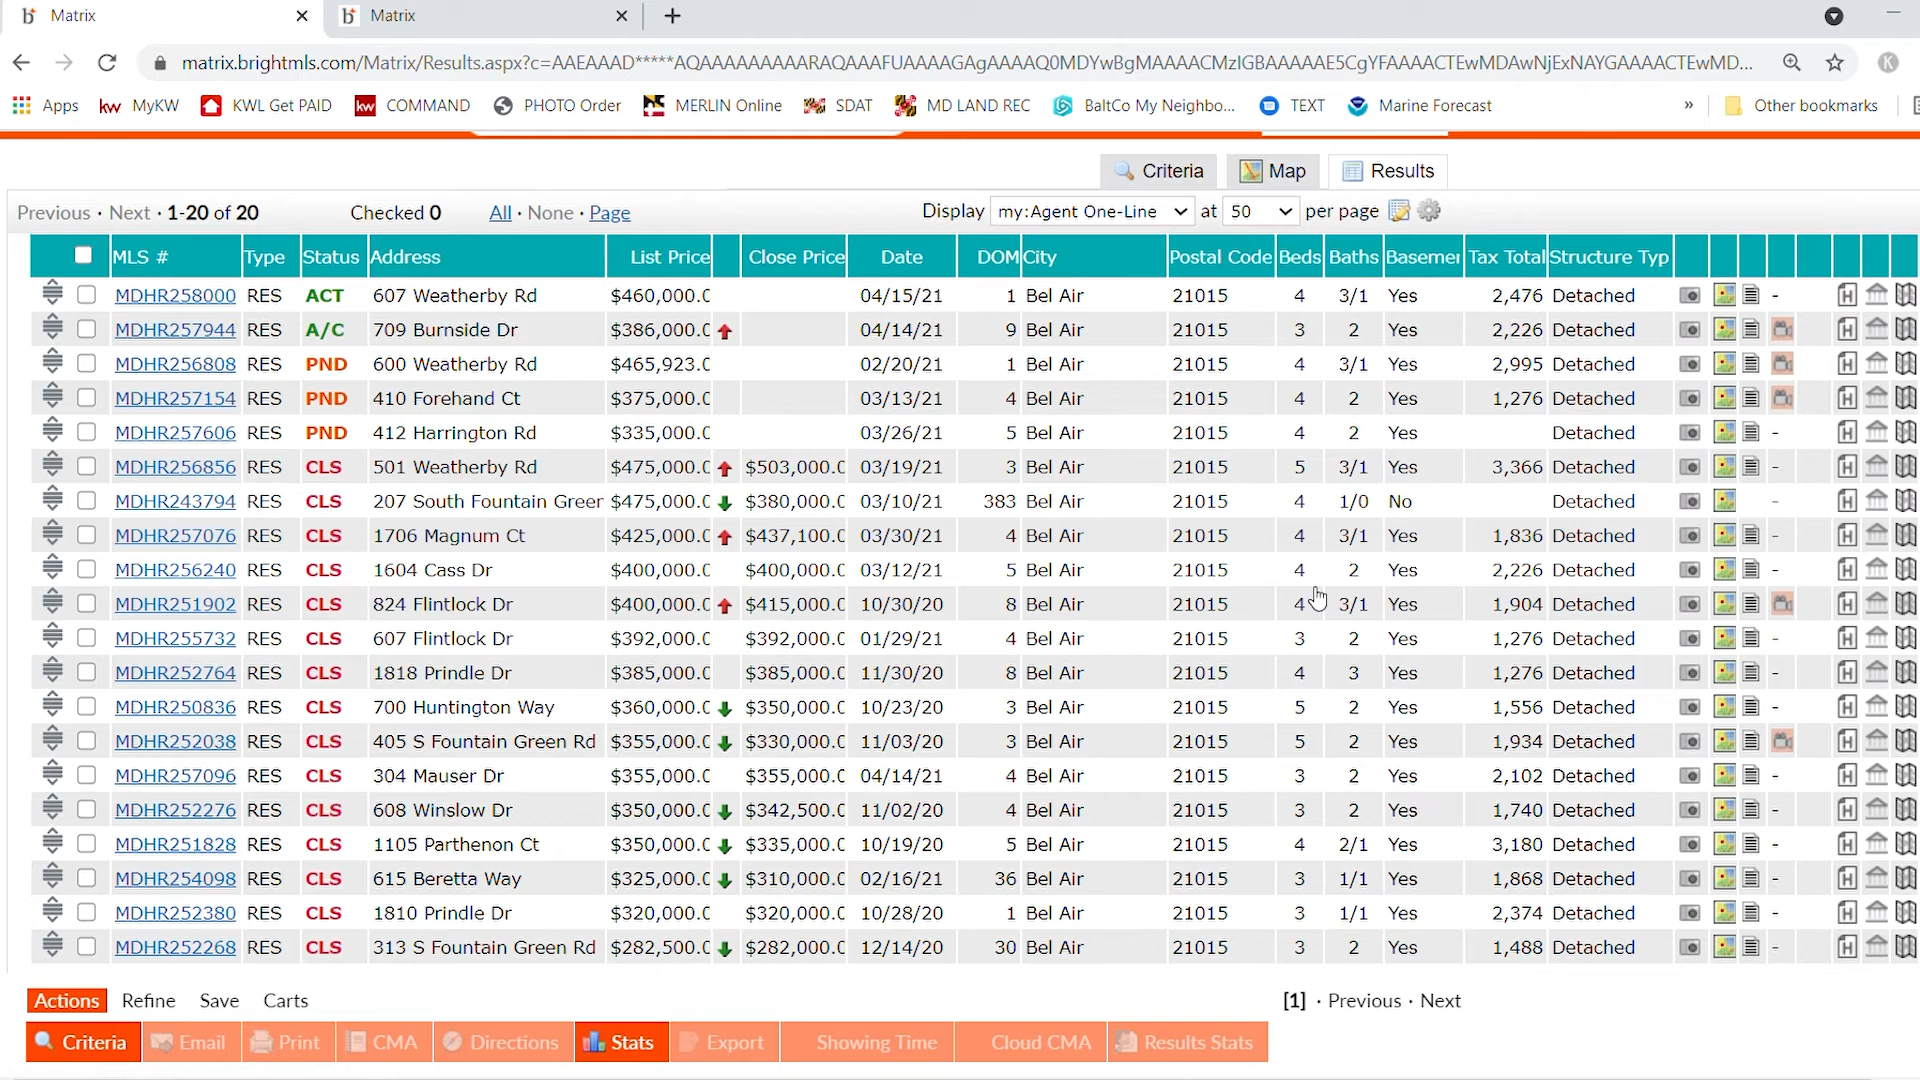 Matrix
Matrix
matrix.brightmls.com/Matrix/Results.aspx?c=AAEAAAD*****AQAAAAAAAAARAQAAAFUAAAAGAgAAAAQ0MDYwBgMAAAACMzIGBAAAAAE5CgYFAAAACTEwMDAwNjExNAYGAAAACTEwMD...
K
Apps MyKW KWL Get PAID COMMAND PHOTO Order MERLIN Online SDAT MD LAND REC BaltCo My Neighbo... TEXT Marine Forecast » Other bookmarks
Criteria Map Results
Previous · Next · 1-20 of 20 Checked 0 All · None · Page Display my:Agent One-Line at 50 per page
MLS # Type Status Address List Price Close Price Date DOM City Postal Code Beds Baths Basemer Tax Total Structure Typ
MDHR258000 RES ACT 607 Weatherby Rd $460,000.0 04/15/21 1 Bel Air 21015 4 3/1 Yes 2,476 Detached -
MDHR257944 RES A/C 709 Burnside Dr $386,000.0 04/14/21 9 Bel Air 21015 3 2 Yes 2,226 Detached
MDHR256808 RES PND 600 Weatherby Rd $465,923.0 02/20/21 1 Bel Air 21015 4 3/1 Yes 2,995 Detached
MDHR257154 RES PND 410 Forehand Ct $375,000.0 03/13/21 4 Bel Air 21015 4 2 Yes 1,276 Detached
MDHR257606 RES PND 412 Harrington Rd $335,000.0 03/26/21 5 Bel Air 21015 4 2 Yes Detached -
MDHR256856 RES CLS 501 Weatherby Rd $475,000.0 $503,000.0 03/19/21 3 Bel Air 21015 5 3/1 Yes 3,366 Detached -
MDHR243794 RES CLS 207 South Fountain Greer $475,000.0 $380,000.0 03/10/21 383 Bel Air 21015 4 1/0 No Detached -
MDHR257076 RES CLS 1706 Magnum Ct $425,000.0 $437,100.0 03/30/21 4 Bel Air 21015 4 3/1 Yes 1,836 Detached -
MDHR256240 RES CLS 1604 Cass Dr $400,000.0 $400,000.0 03/12/21 5 Bel Air 21015 4 2 Yes 2,226 Detached -
MDHR251902 RES CLS 824 Flintlock Dr $400,000.0 $415,000.0 10/30/20 8 Bel Air 21015 4 3/1 Yes 1,904 Detached
MDHR255732 RES CLS 607 Flintlock Dr $392,000.0 $392,000.0 01/29/21 4 Bel Air 21015 3 2 Yes 1,276 Detached -
MDHR252764 RES CLS 1818 Prindle Dr $385,000.0 $385,000.0 11/30/20 8 Bel Air 21015 4 3 Yes 1,276 Detached -
MDHR250836 RES CLS 700 Huntington Way $360,000.0 $350,000.0 10/23/20 3 Bel Air 21015 5 2 Yes 1,556 Detached -
MDHR252038 RES CLS 405 S Fountain Green Rd $355,000.0 $330,000.0 11/03/20 3 Bel Air 21015 5 2 Yes 1,934 Detached
MDHR257096 RES CLS 304 Mauser Dr $355,000.0 $355,000.0 04/14/21 4 Bel Air 21015 3 2 Yes 2,102 Detached -
MDHR252276 RES CLS 608 Winslow Dr $350,000.0 $342,500.0 11/02/20 4 Bel Air 21015 3 2 Yes 1,740 Detached -
MDHR251828 RES CLS 1105 Parthenon Ct $350,000.0 $335,000.0 10/19/20 5 Bel Air 21015 4 2/1 Yes 3,180 Detached -
MDHR254098 RES CLS 615 Beretta Way $325,000.0 $310,000.0 02/16/21 36 Bel Air 21015 3 1/1 Yes 1,868 Detached -
MDHR252380 RES CLS 1810 Prindle Dr $320,000.0 $320,000.0 10/28/20 1 Bel Air 21015 3 1/1 Yes 2,374 Detached -
MDHR252268 RES CLS 313 S Fountain Green Rd $282,500.0 $282,000.0 12/14/20 30 Bel Air 21015 3 2 Yes 1,488 Detached -
Actions Refine Save Carts [1] · Previous · Next
Criteria Email Print CMA Directions Stats Export Showing Time Cloud CMA Results Stats